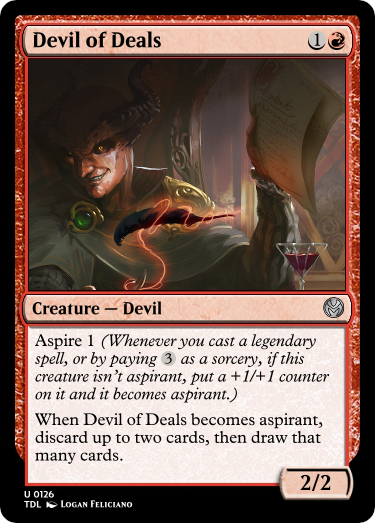 Devil of Deals
1
Creature — Devil
Aspire 1 (Whenever you cast a legendary
spell, or by paying 3 as a sorcery, if this
creature isn't aspirant, put a +1/+1 counter
on it and it becomes aspirant.)
When Devil of Deals becomes aspirant,
discard up to two cards, then draw that
many cards.
2/2
U 0126
TDL Logan Feliciano